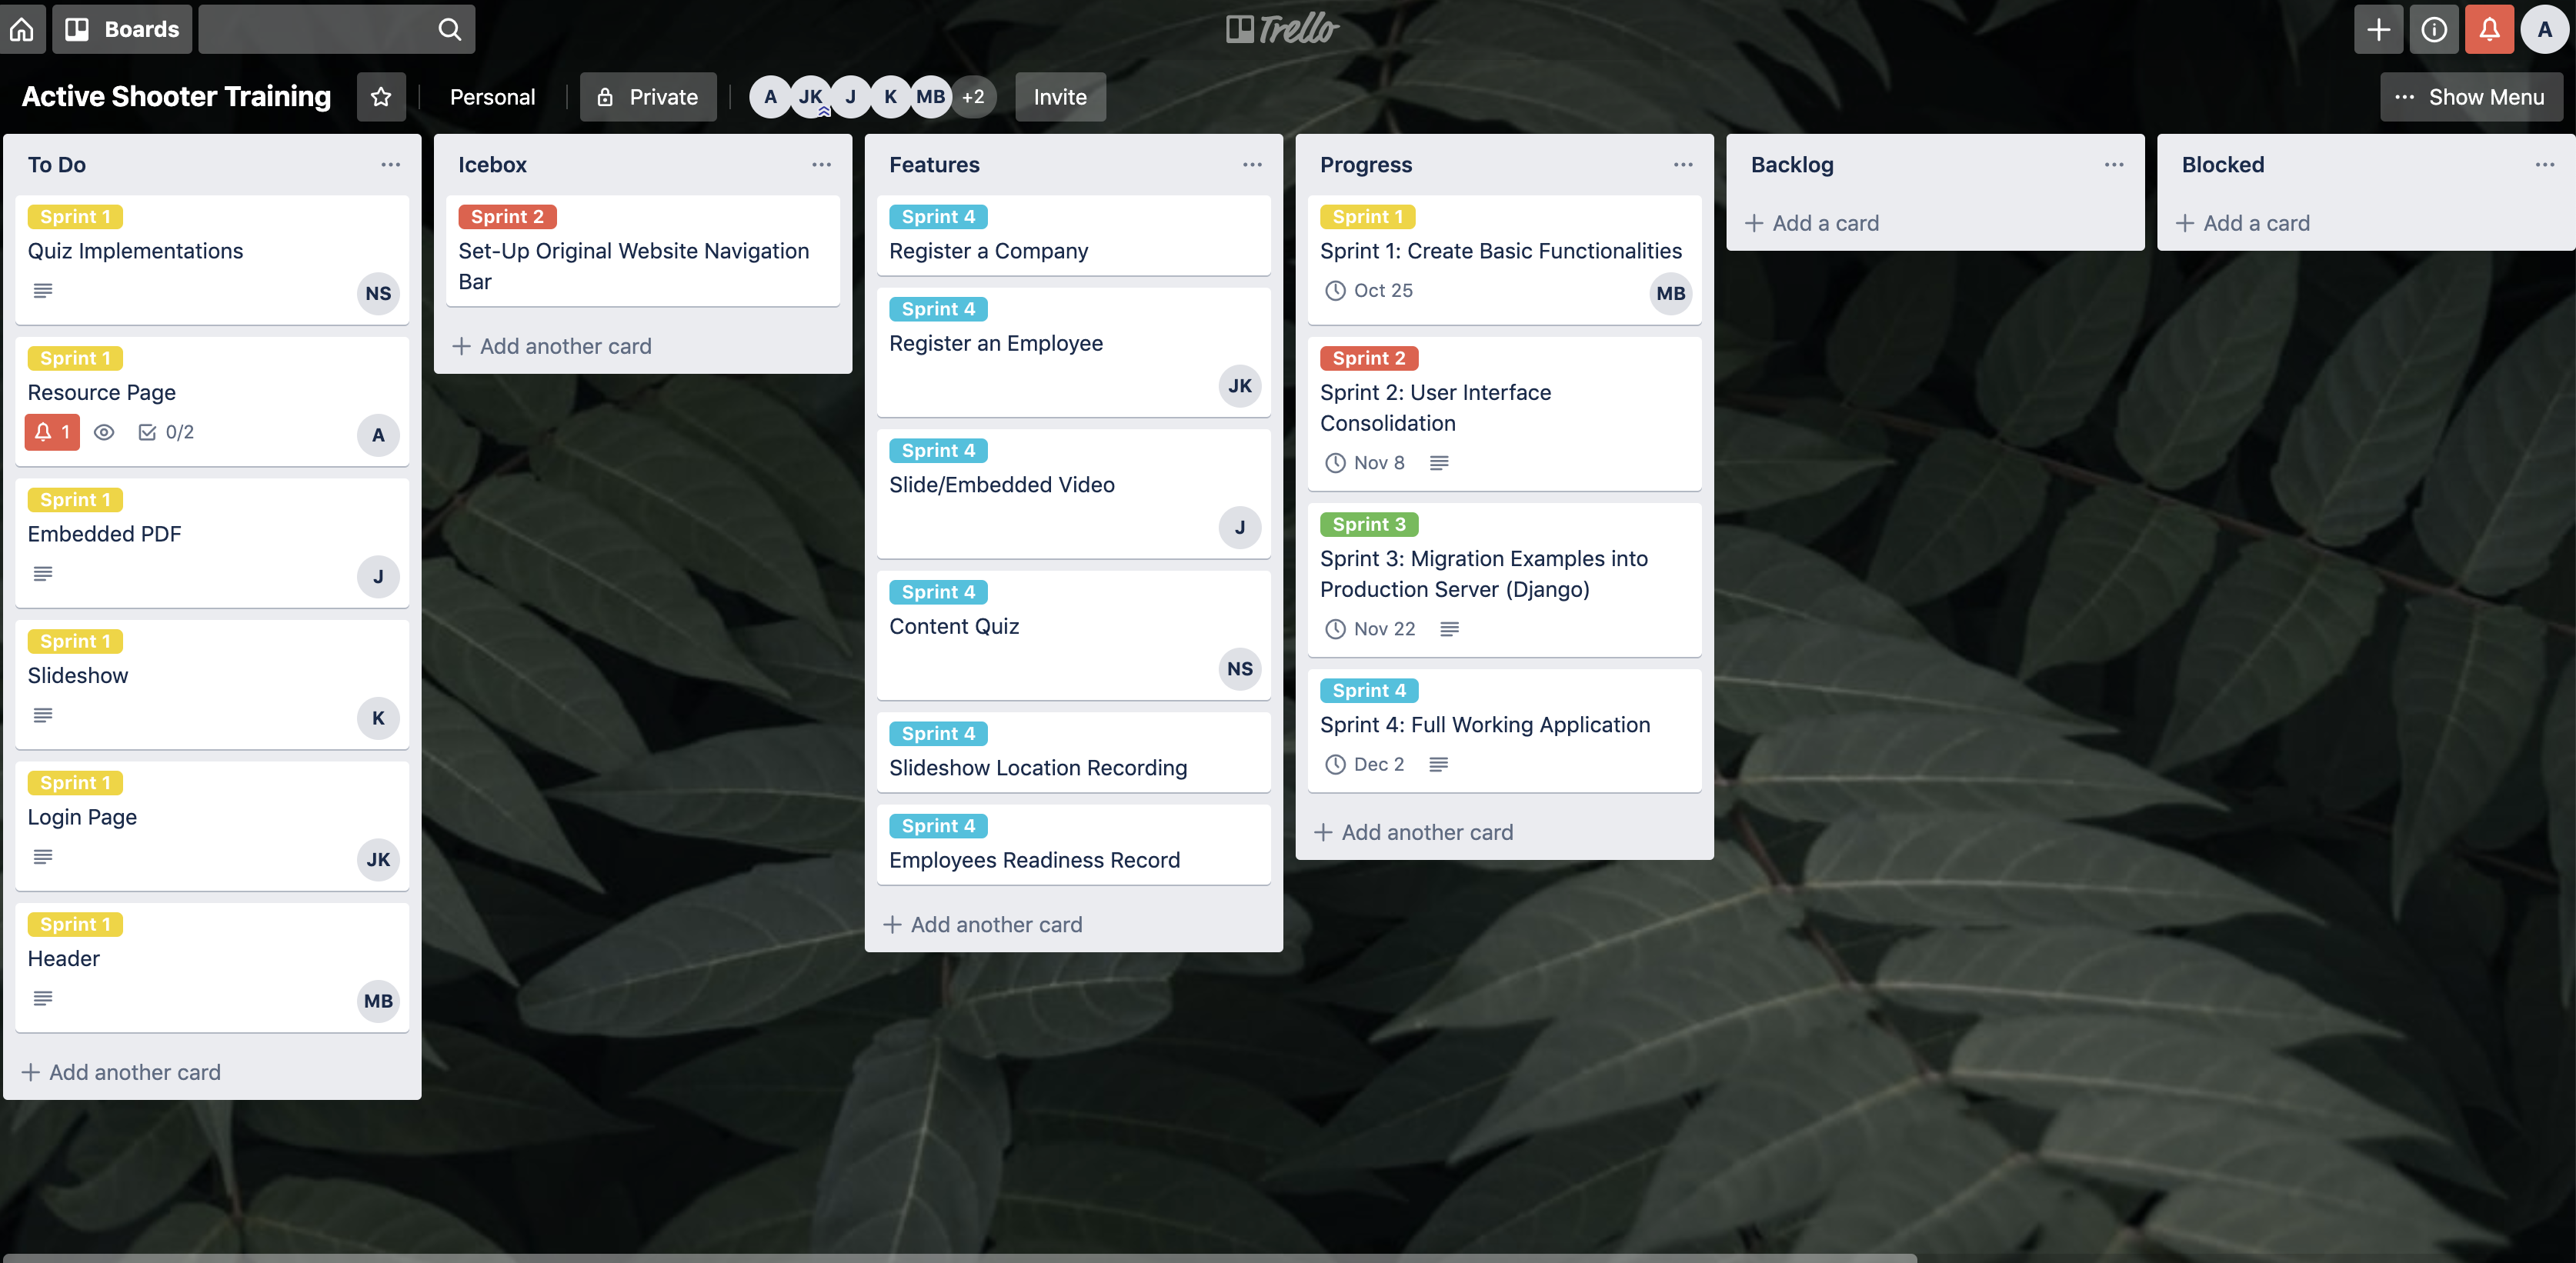 Boards
Trello
A
Active Shooter Training
Personal
Private
A JK J K MB +2
Invite
... Show Menu
To Do
Sprint 1
Quiz Implementations
NS
Sprint 1
Resource Page
1
0/2
A
Sprint 1
Embedded PDF
J
Sprint 1
Slideshow
K
Sprint 1
Login Page
JK
Sprint 1
Header
MB
+ Add another card
Icebox
Sprint 2
Set-Up Original Website Navigation
Bar
+ Add another card
Features
Sprint 4
Register a Company
Sprint 4
Register an Employee
JK
Sprint 4
Slide/Embedded Video
J
Sprint 4
Content Quiz
NS
Sprint 4
Slideshow Location Recording
Sprint 4
Employees Readiness Record
+ Add another card
Progress
Sprint 1
Sprint 1: Create Basic Functionalities
Oct 25
MB
Sprint 2
Sprint 2: User Interface
Consolidation
Nov 8
Sprint 3
Sprint 3: Migration Examples into
Production Server (Django)
Nov 22
Sprint 4
Sprint 4: Full Working Application
Dec 2
+ Add another card
Backlog
+ Add a card
Blocked
+ Add a card